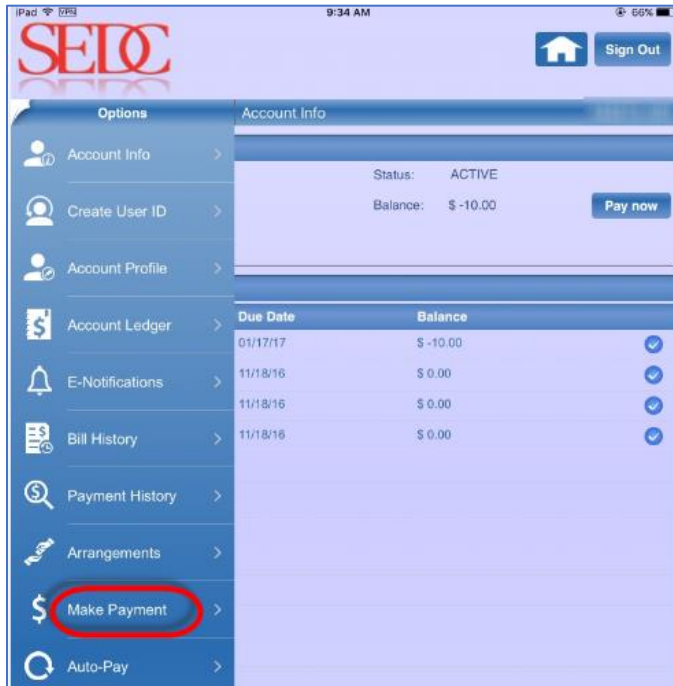 iPad VPN 9:34 AM 66%
SEDC
Sign Out
Options Account Info
Account Info
Status: ACTIVE
Create User ID
Balance: $ -10.00 Pay now
Account Profile
Account Ledger
Due Date Balance
01/17/17 $ -10.00
E-Notifications
11/18/16 $ 0.00
11/18/16 $ 0.00
Bill History
11/18/16 $ 0.00
Payment History
Arrangements
Make Payment
Auto-Pay